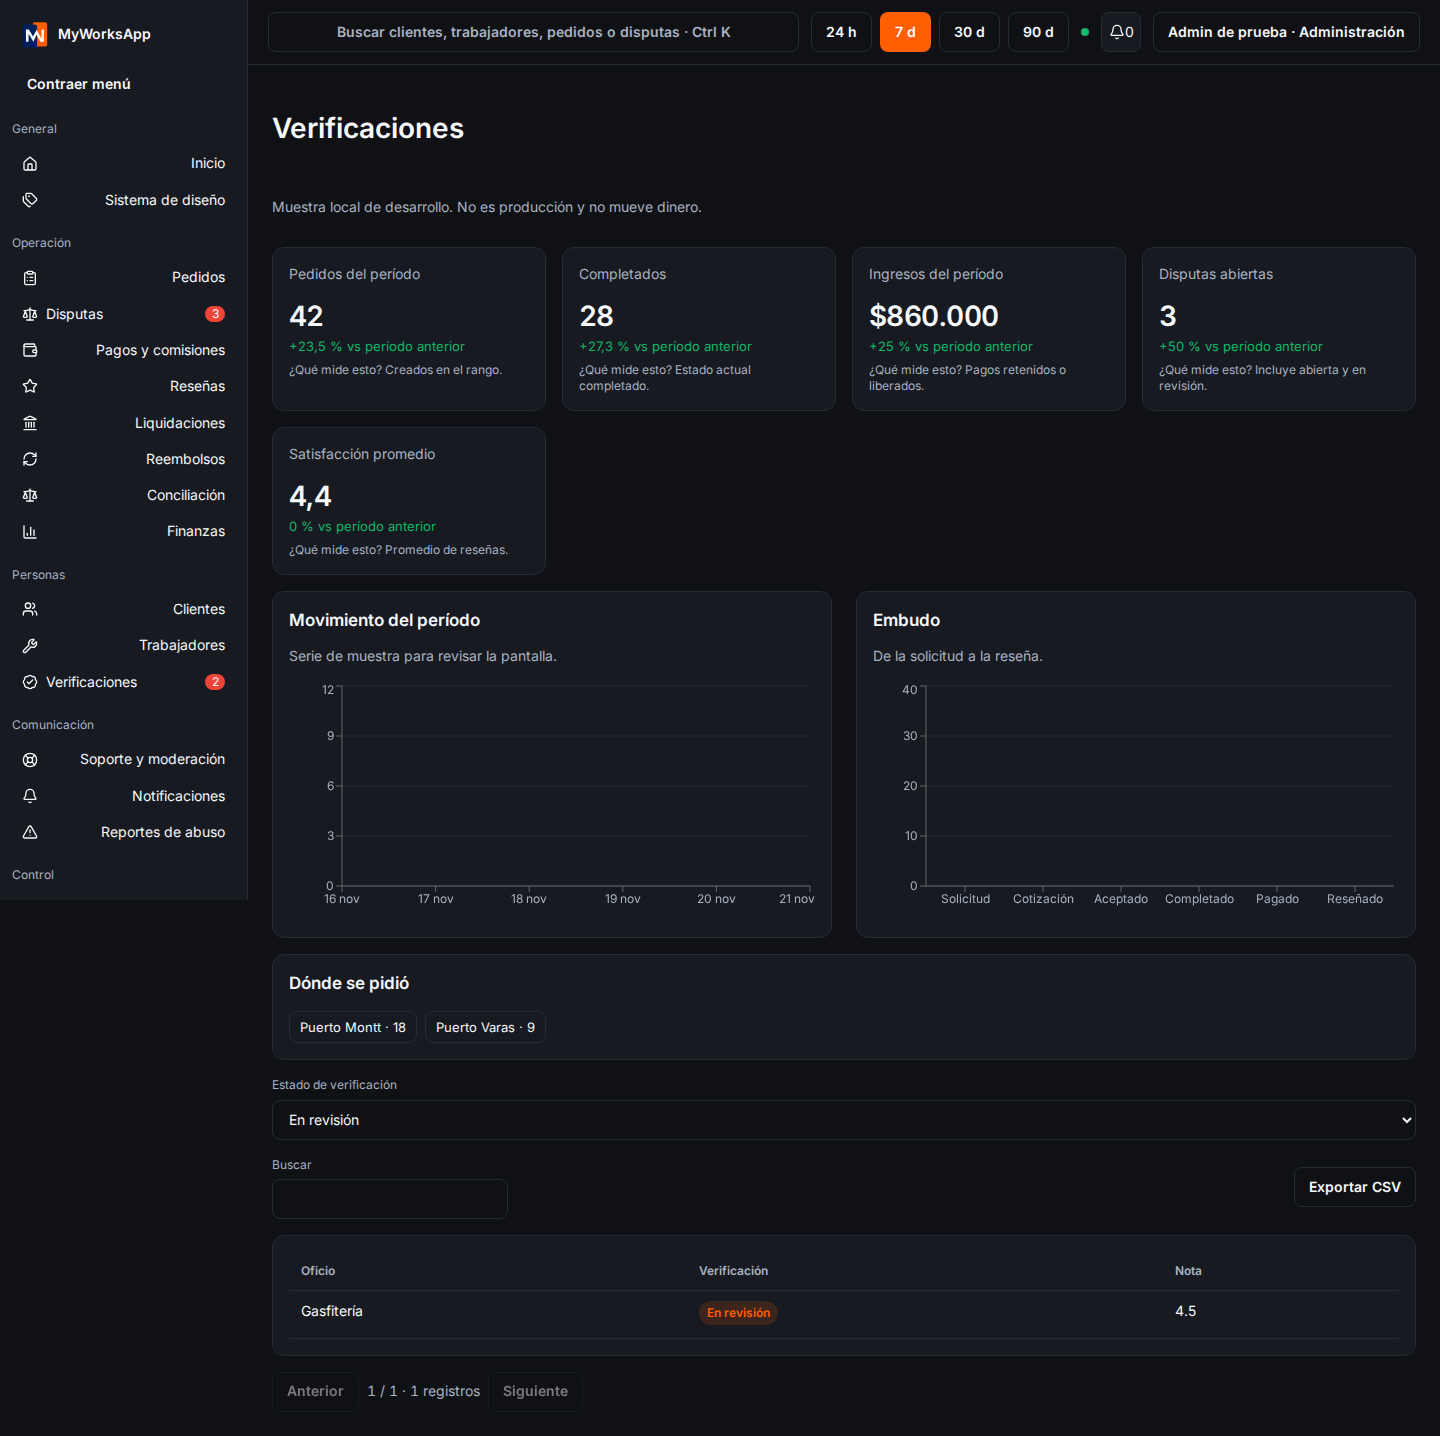 MyWorksApp
Contraer menú
General
Inicio
Sistema de diseño
Operación
Pedidos
Disputas 3
Pagos y comisiones
Reseñas
Liquidaciones
Reembolsos
Conciliación
Finanzas
Personas
Clientes
Trabajadores
Verificaciones 2
Comunicación
Soporte y moderación
Notificaciones
Reportes de abuso
Control
Buscar clientes, trabajadores, pedidos o disputas · Ctrl K
24 h
7 d
30 d
90 d
0
Admin de prueba · Administración
Verificaciones
Muestra local de desarrollo. No es producción y no mueve dinero.
Pedidos del período
42
+23,5 % vs período anterior
¿Qué mide esto? Creados en el rango.
Completados
28
+27,3 % vs período anterior
¿Qué mide esto? Estado actual
completado.
Ingresos del período
$860.000
+25 % vs período anterior
¿Qué mide esto? Pagos retenidos o
liberados.
Disputas abiertas
3
+50 % vs período anterior
¿Qué mide esto? Incluye abierta y en
revisión.
Satisfacción promedio
4,4
0 % vs período anterior
¿Qué mide esto? Promedio de reseñas.
Movimiento del período
Serie de muestra para revisar la pantalla.
12
9
6
3
0
16 nov 17 nov 18 nov 19 nov 20 nov 21 nov
Embudo
De la solicitud a la reseña.
40
30
20
10
0
Solicitud Cotización Aceptado Completado Pagado Reseñado
Dónde se pidió
Puerto Montt · 18
Puerto Varas · 9
Estado de verificación
En revisión
Buscar
Exportar CSV
Oficio Verificación Nota
Gasfitería En revisión 4.5
Anterior 1 / 1 · 1 registros Siguiente